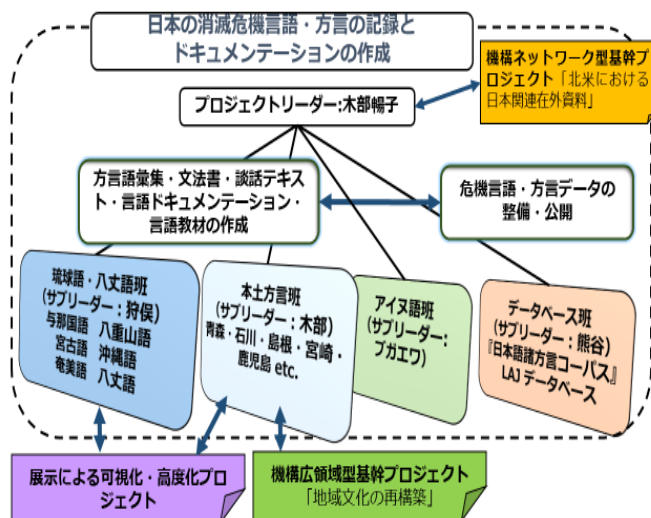 日本の消滅危機言語・方言の記録と
ドキュメンテーションの作成
機構ネットワーク型基幹プ
ロジェクト「北米における
日本関連在外資料」
プロジェクトリーダー:木部暢子
方言語彙集・文法書・談話テキ
スト・言語ドキュメンテーション・
言語教材の作成
危機言語・方言データの
整備・公開
琉球語・八丈語班
(サブリーダー:狩俣)
与那国語 八重山語
宮古語 沖縄語
奄美語 八丈語
本土方言班
(サブリーダー:木部)
青森・石川・島根・宮崎・
鹿児島 etc.
アイヌ語班
(サブリーダー:
ブガエワ)
データベース班
(サブリーダー:熊谷)
『日本語諸方言コーパス』
LAJ データベース
展示による可視化・高度化プロ
ジェクト
機構広領域型基幹プロジェクト
「地域文化の再構築」